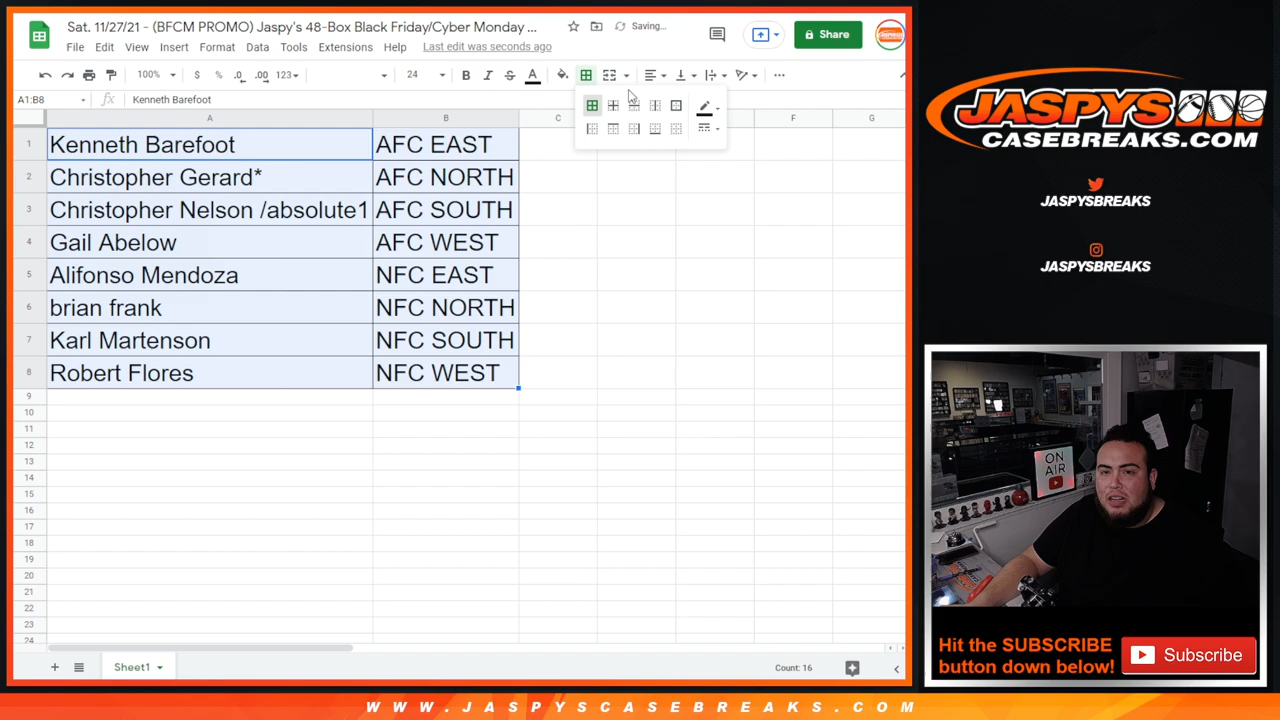 Sat. 11/27/21 - (BFCM PROMO) Jaspy's 48-Box Black Friday/Cyber Monday ...
Saving...
Share
File Edit View Insert Format Data Tools Extensions Help Last edit was seconds ago
100% $ % .0 .00 123 24 B I S A
A1:B8 fx Kenneth Barefoot
A B C F G
1 Kenneth Barefoot AFC EAST
2 Christopher Gerard* AFC NORTH
3 Christopher Nelson /absolute1 AFC SOUTH
4 Gail Abelow AFC WEST
5 Alifonso Mendoza NFC EAST
6 brian frank NFC NORTH
7 Karl Martenson NFC SOUTH
8 Robert Flores NFC WEST
9
10
11
12
13
14
15
16
17
18
19
20
21
22
23
24
Sheet1
Count: 16
JASPYS
CASEBREAKS.COM
JASPYSBREAKS
JASPYSBREAKS
ON
AIR
Hit the SUBSCRIBE
button down below!
Subscribe
WWW.JASPYSCASEBREAKS.COM